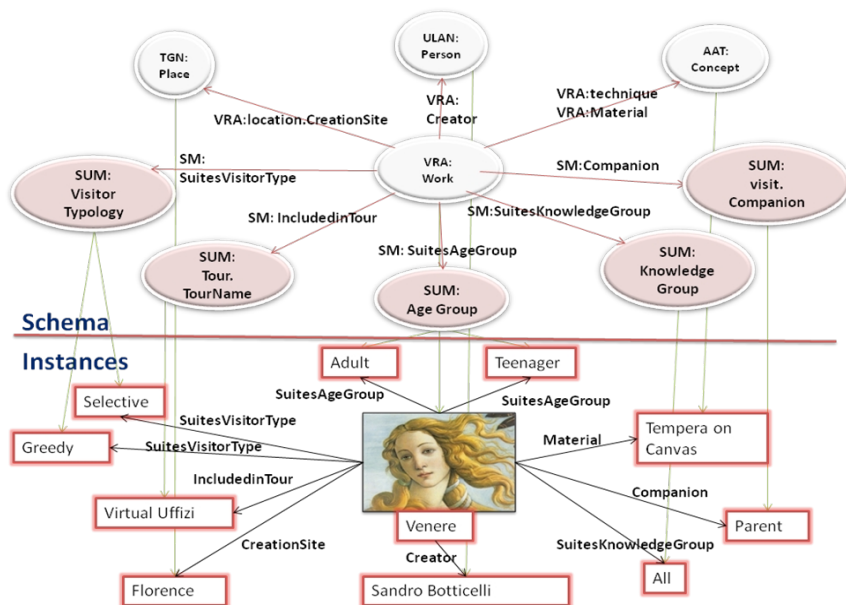 TGN:
Place
ULAN:
Person
AAT:
Concept
VRA:location.CreationSite
VRA:
Creator
VRA:technique
VRA:Material
VRA:
Work
SM:
SuitesVisitorType
SM:Companion
SUM:
Visitor
Typology
SUM:
visit.
Companion
SM: IncludedinTour
SM:SuitesKnowledgeGroup
SM: SuitesAgeGroup
SUM:
Tour.
TourName
SUM:
Age Group
SUM:
Knowledge
Group
Schema
Instances
Adult
Teenager
SuitesAgeGroup
SuitesAgeGroup
Selective
SuitesVisitorType
Greedy
SuitesVisitorType
Material
Tempera on
Canvas
IncludedinTour
Companion
Virtual Uffizi
Venere
Parent
CreationSite
SuitesKnowledgeGroup
Creator
Florence
Sandro Botticelli
All